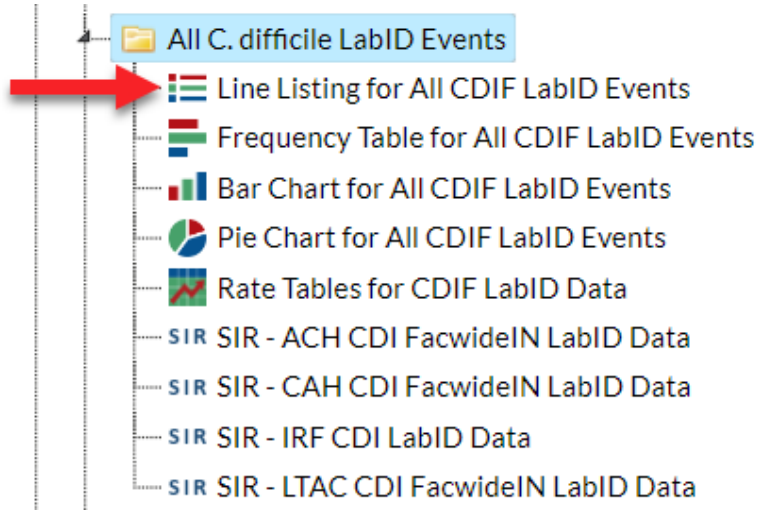 All C. difficile LabID Events
Line Listing for All CDIF LabID Events
Frequency Table for All CDIF LabID Events
Bar Chart for All CDIF LabID Events
Pie Chart for All CDIF LabID Events
Rate Tables for CDIF LabID Data
SIR SIR - ACH CDI FacwideIN LabID Data
SIR SIR - CAH CDI FacwideIN LabID Data
SIR SIR - IRF CDI LabID Data
SIR SIR - LTAC CDI FacwideIN LabID Data